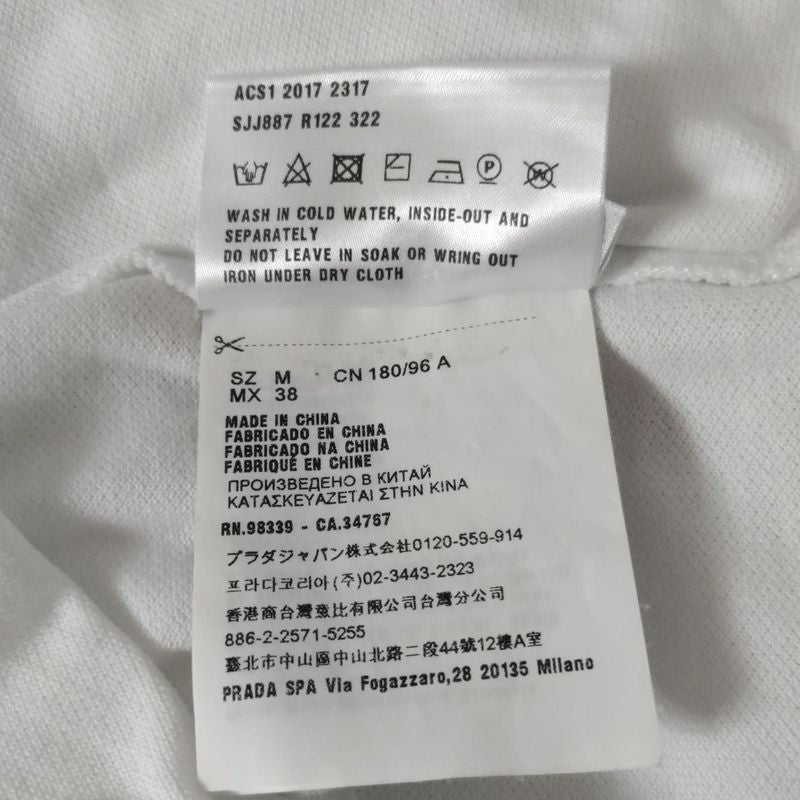 ACS1 2017 2317
SJJ887 R122 322
P
W
WASH IN COLD WATER, INSIDE-OUT AND
SEPARATELY
DO NOT LEAVE IN SOAK OR WRING OUT
IRON UNDER DRY CLOTH
SZ M CN 180/96 A
MX 38
MADE IN CHINA
FABRICADO EN CHINA
FABRICADO NA CHINA
FABRIQUÉ EN CHINE
ПРОИЗВЕДЕНО В КИТАЙ
ΚΑΤΑΣΚΕΥΑΖΕΤΑΙ ΣΤΗΝ ΚΙΝΑ
RN.98339 - CA.34767
プラダジャパン株式会社0120-559-914
프라다코리아(주)02-3443-2323
香港商台灣意比有限公司台灣分公司
886-2-2571-5255
臺北市中山區中山北路二段44號12樓A室
PRADA SPA Via Fogazzaro,28 20135 Milano